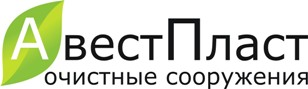 АвестПласт
очистные сооружения